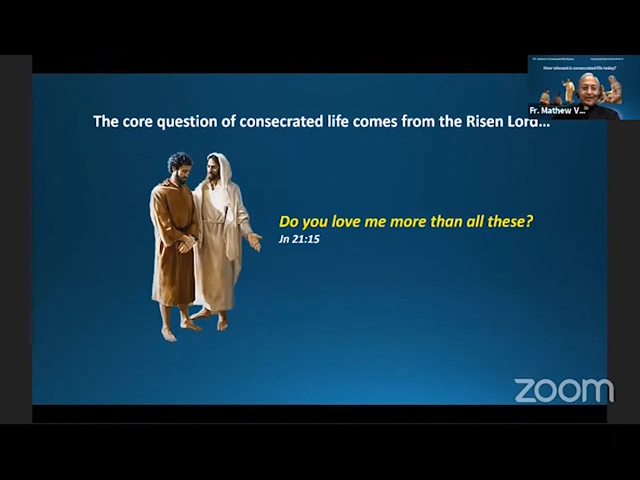 How relevant is consecrated life today?
Fr. Mathew V...
The core question of consecrated life comes from the Risen Lord...
Do you love me more than all these?
Jn 21:15
zoom